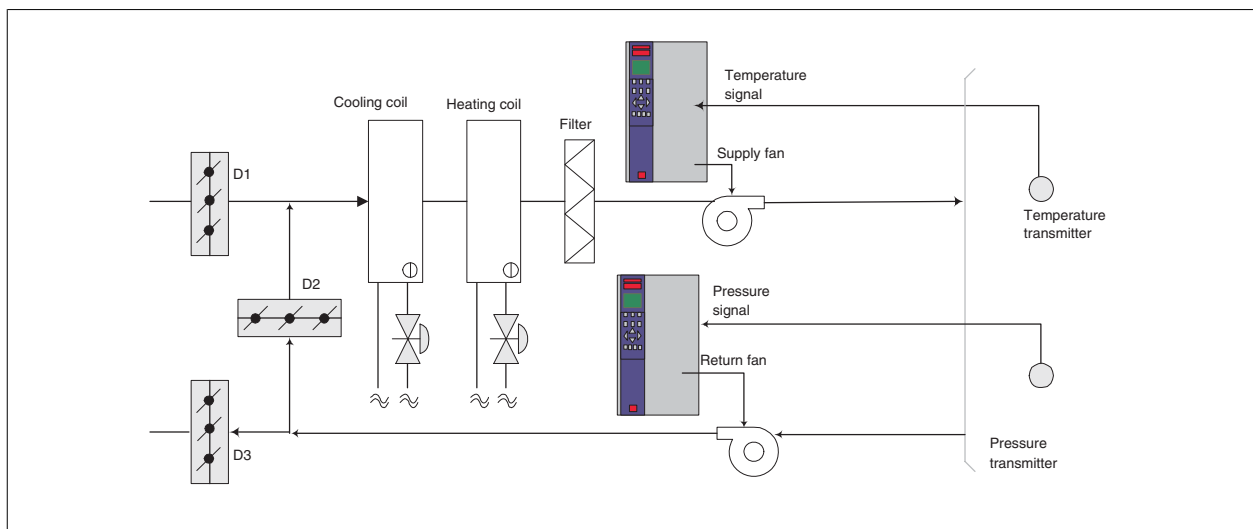 Cooling coil
Heating coil
Filter
Temperature
signal
Supply fan
D1
Temperature
transmitter
D2
Pressure
signal
Return fan
D3
Pressure
transmitter